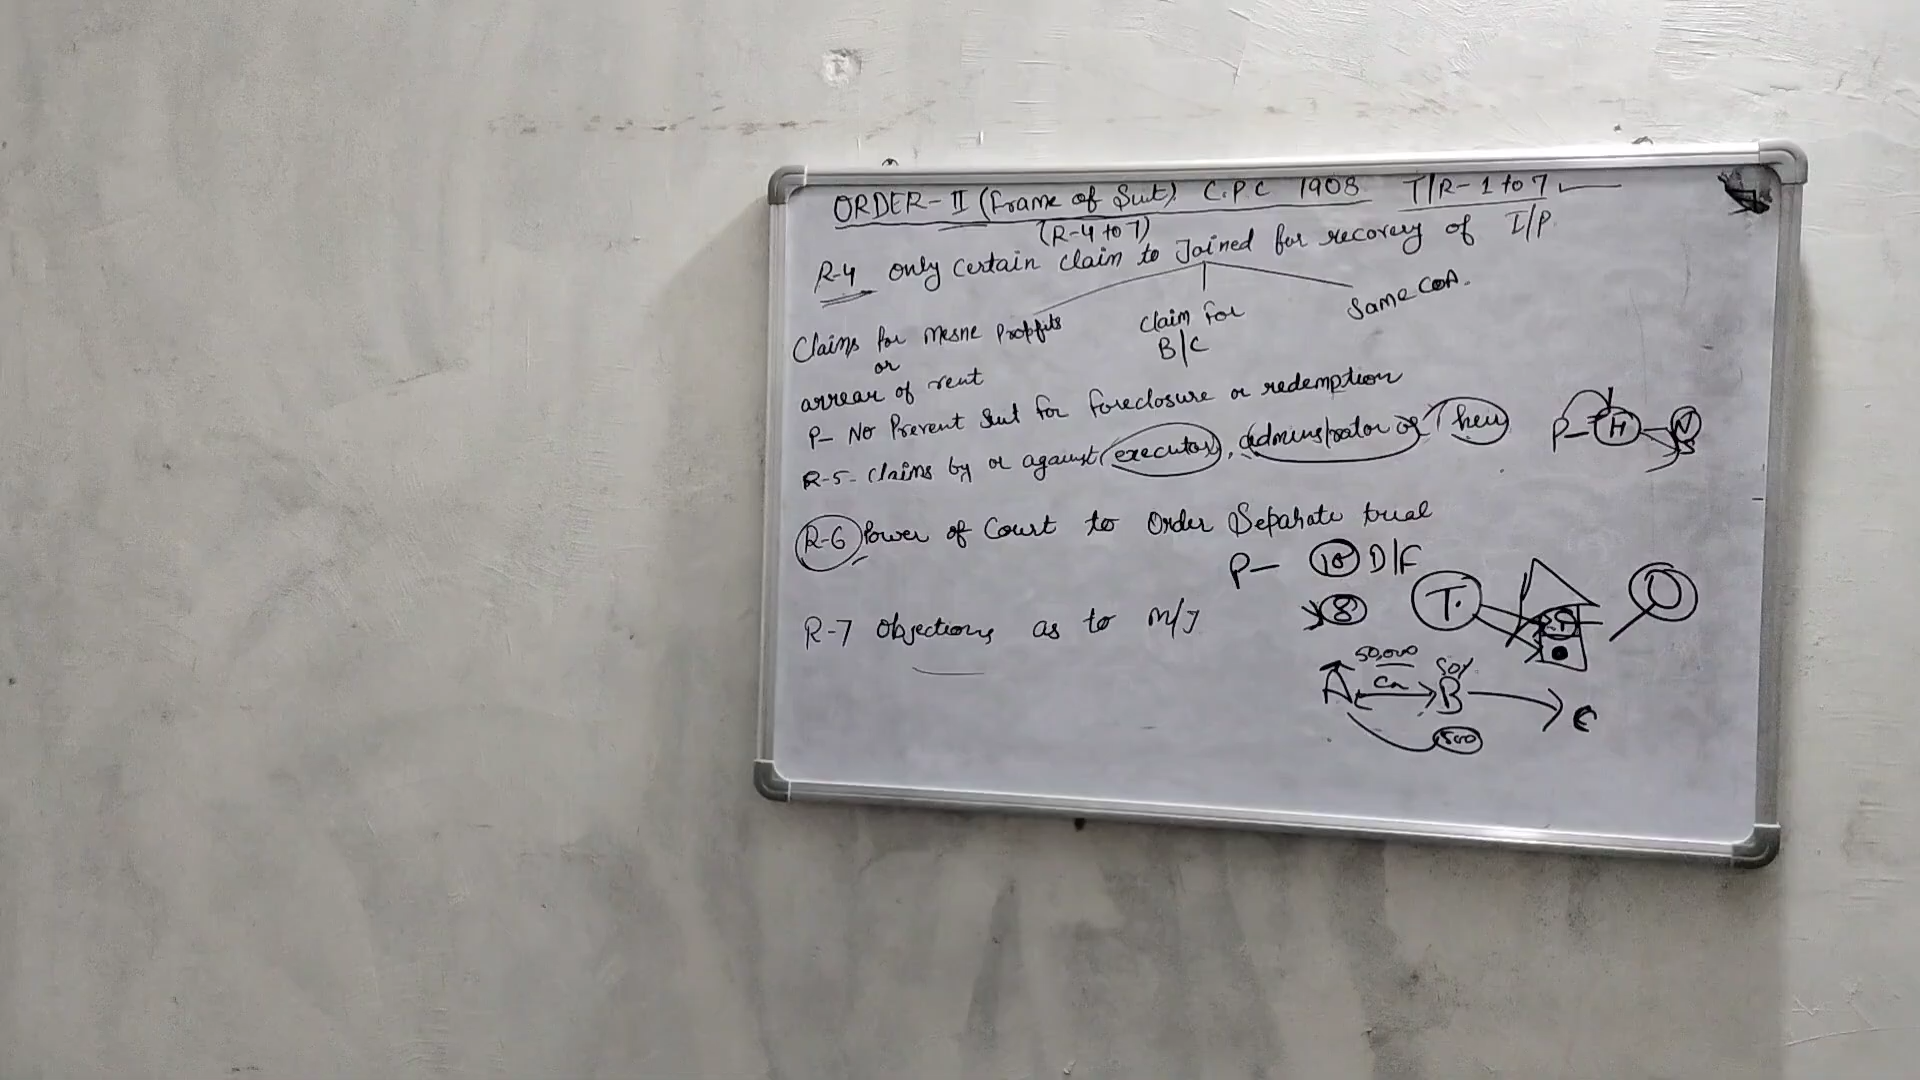 ORDER-II (Frame of Suit) C.P.C 1908 T/R-1 to 7
(R-4 to 7)
R-4 only certain claim to Joined for recovery of I/P.
Claims for mesne Profits
or
arrear of rent
Claim for
B/C
Same COA.
P- No Prevent Suit for foreclosure or redemption
R-5- Claims by or against executor, administrator or heir
P- H
R-6 Power of Court to Order Separate trial
P- 10 D/F
8
T.
O
R-7 Objections as to M/J
50,000
A Ca B
500